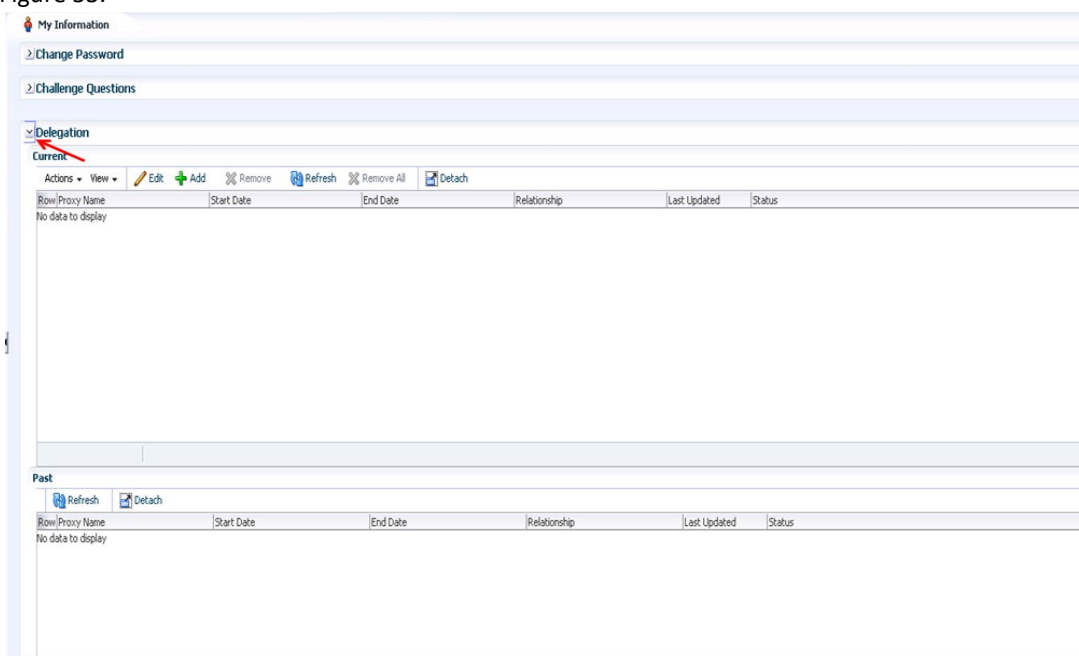 My Information
Change Password
Challenge Questions
Delegation
Current
Actions View Edit Add Remove Refresh Remove All Detach
Row Proxy Name Start Date End Date Relationship Last Updated Status
No data to display
Past
Refresh Detach
Row Proxy Name Start Date End Date Relationship Last Updated Status
No data to display